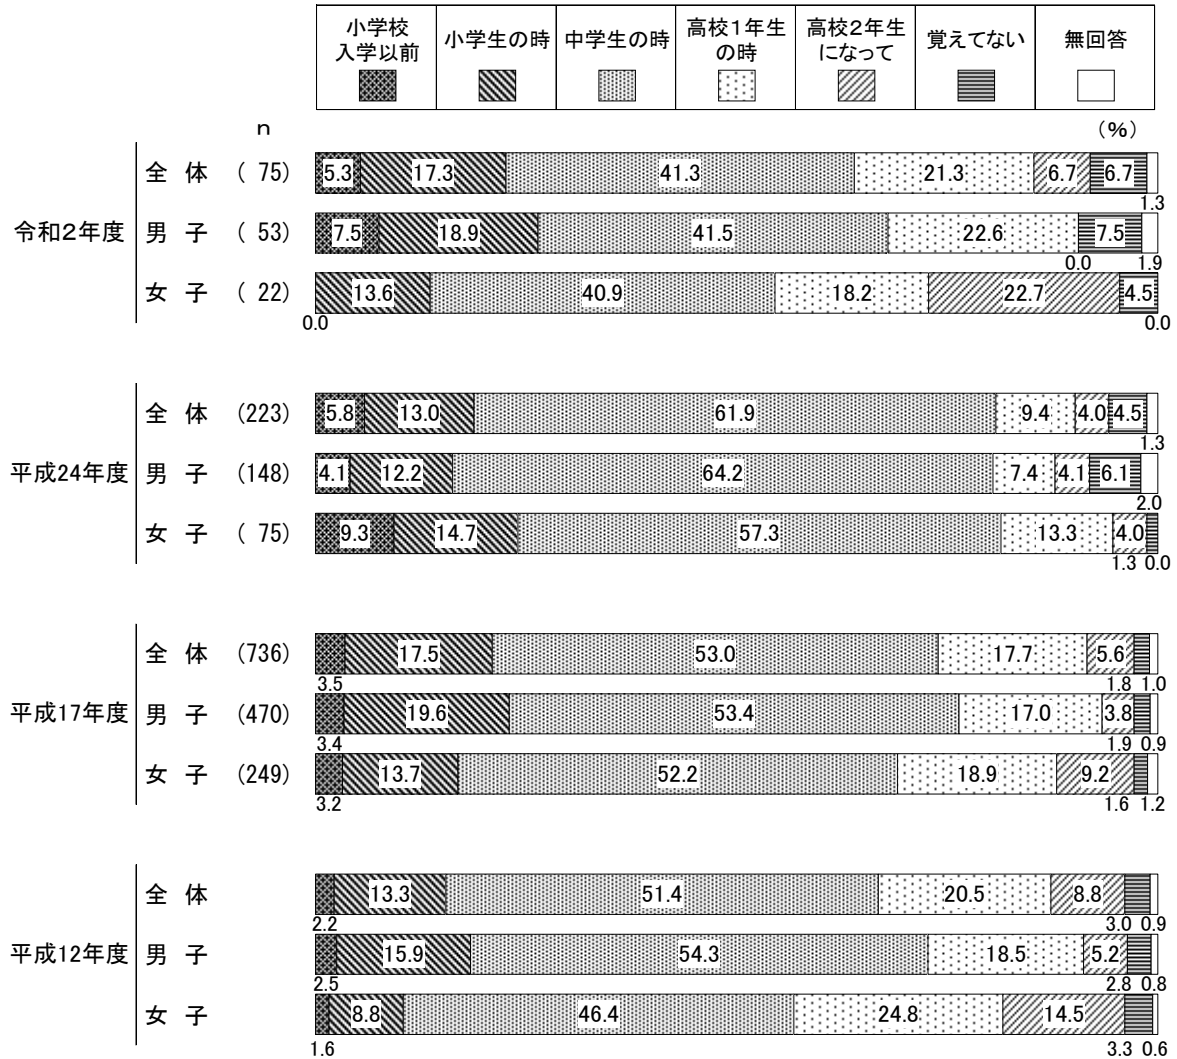 小学校
入学以前
小学生の時
中学生の時
高校１年生
の時
高校２年生
になって
覚えてない
無回答
n
(%)
令和２年度
全 体 ( 75) 5.3 17.3 41.3 21.3 6.7 6.7
1.3
男 子 ( 53) 7.5 18.9 41.5 22.6 7.5
0.0 1.9
女 子 ( 22) 13.6 40.9 18.2 22.7 4.5
0.0 0.0
平成24年度
全 体 (223) 5.8 13.0 61.9 9.4 4.0 4.5
1.3
男 子 (148) 4.1 12.2 64.2 7.4 4.1 6.1
2.0
女 子 ( 75) 9.3 14.7 57.3 13.3 4.0
1.3 0.0
平成17年度
全 体 (736) 17.5 53.0 17.7 5.6
3.5 1.8 1.0
男 子 (470) 19.6 53.4 17.0 3.8
3.4 1.9 0.9
女 子 (249) 13.7 52.2 18.9 9.2
3.2 1.6 1.2
平成12年度
全 体 13.3 51.4 20.5 8.8
2.2 3.0 0.9
男 子 15.9 54.3 18.5 5.2
2.5 2.8 0.8
女 子 8.8 46.4 24.8 14.5
1.6 3.3 0.6